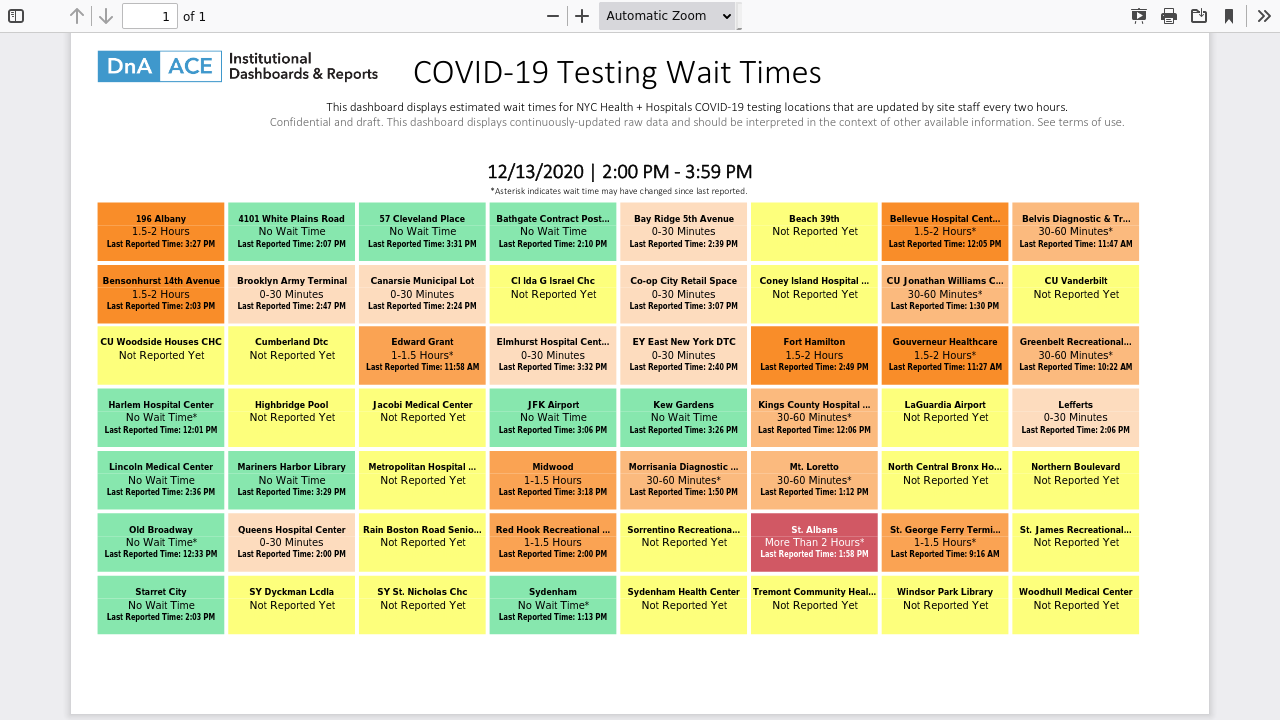 1 of 1
Automatic Zoom
DnA ACE Institutional Dashboards & Reports
COVID-19 Testing Wait Times
This dashboard displays estimated wait times for NYC Health + Hospitals COVID-19 testing locations that are updated by site staff every two hours.
Confidential and draft. This dashboard displays continuously-updated raw data and should be interpreted in the context of other available information. See terms of use.
12/13/2020 | 2:00 PM - 3:59 PM
*Asterisk indicates wait time may have changed since last reported.
196 Albany
1.5-2 Hours
Last Reported Time: 3:27 PM
4101 White Plains Road
No Wait Time
Last Reported Time: 2:07 PM
57 Cleveland Place
No Wait Time
Last Reported Time: 3:31 PM
Bathgate Contract Post...
No Wait Time
Last Reported Time: 2:10 PM
Bay Ridge 5th Avenue
0-30 Minutes
Last Reported Time: 2:39 PM
Beach 39th
Not Reported Yet
Bellevue Hospital Cent...
1.5-2 Hours*
Last Reported Time: 12:05 PM
Belvis Diagnostic & Tr...
30-60 Minutes*
Last Reported Time: 11:47 AM
Bensonhurst 14th Avenue
1.5-2 Hours
Last Reported Time: 2:03 PM
Brooklyn Army Terminal
0-30 Minutes
Last Reported Time: 2:47 PM
Canarsie Municipal Lot
0-30 Minutes
Last Reported Time: 2:24 PM
Cl Ida G Israel Chc
Not Reported Yet
Co-op City Retail Space
0-30 Minutes
Last Reported Time: 3:07 PM
Coney Island Hospital ...
Not Reported Yet
CU Jonathan Williams C...
30-60 Minutes*
Last Reported Time: 1:30 PM
CU Vanderbilt
Not Reported Yet
CU Woodside Houses CHC
Not Reported Yet
Cumberland Dtc
Not Reported Yet
Edward Grant
1-1.5 Hours*
Last Reported Time: 11:58 AM
Elmhurst Hospital Cent...
0-30 Minutes
Last Reported Time: 3:32 PM
EY East New York DTC
0-30 Minutes
Last Reported Time: 2:40 PM
Fort Hamilton
1.5-2 Hours
Last Reported Time: 2:49 PM
Gouverneur Healthcare
1.5-2 Hours*
Last Reported Time: 11:27 AM
Greenbelt Recreational...
30-60 Minutes*
Last Reported Time: 10:22 AM
Harlem Hospital Center
No Wait Time*
Last Reported Time: 12:01 PM
Highbridge Pool
Not Reported Yet
Jacobi Medical Center
Not Reported Yet
JFK Airport
No Wait Time
Last Reported Time: 3:06 PM
Kew Gardens
No Wait Time
Last Reported Time: 3:26 PM
Kings County Hospital ...
30-60 Minutes*
Last Reported Time: 12:06 PM
LaGuardia Airport
Not Reported Yet
Lefferts
0-30 Minutes
Last Reported Time: 2:06 PM
Lincoln Medical Center
No Wait Time
Last Reported Time: 2:36 PM
Mariners Harbor Library
No Wait Time
Last Reported Time: 3:29 PM
Metropolitan Hospital ...
Not Reported Yet
Midwood
1-1.5 Hours
Last Reported Time: 3:18 PM
Morrisania Diagnostic ...
30-60 Minutes*
Last Reported Time: 1:50 PM
Mt. Loretto
30-60 Minutes*
Last Reported Time: 1:12 PM
North Central Bronx Ho...
Not Reported Yet
Northern Boulevard
Not Reported Yet
Old Broadway
No Wait Time*
Last Reported Time: 12:33 PM
Queens Hospital Center
0-30 Minutes
Last Reported Time: 2:00 PM
Rain Boston Road Senio...
Not Reported Yet
Red Hook Recreational ...
1-1.5 Hours
Last Reported Time: 2:00 PM
Sorrentino Recreationa...
Not Reported Yet
St. Albans
More Than 2 Hours*
Last Reported Time: 1:58 PM
St. George Ferry Termi...
1-1.5 Hours*
Last Reported Time: 9:16 AM
St. James Recreational...
Not Reported Yet
Starret City
No Wait Time
Last Reported Time: 2:03 PM
SY Dyckman Lcdla
Not Reported Yet
SY St. Nicholas Chc
Not Reported Yet
Sydenham
No Wait Time*
Last Reported Time: 1:13 PM
Sydenham Health Center
Not Reported Yet
Tremont Community Heal...
Not Reported Yet
Windsor Park Library
Not Reported Yet
Woodhull Medical Center
Not Reported Yet